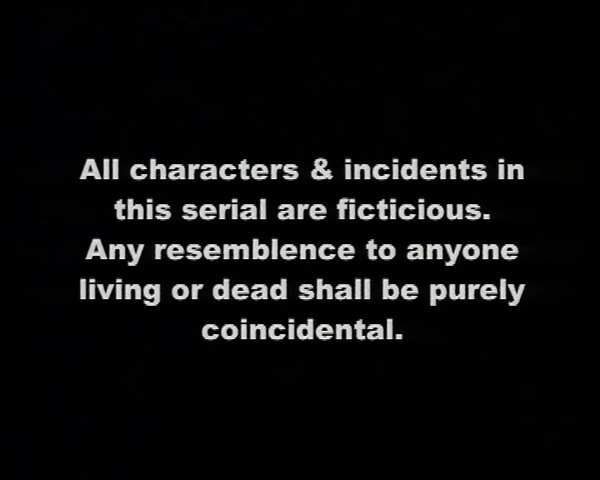 All characters & incidents in
this serial are ficticious.
Any resemblence to anyone
living or dead shall be purely
coincidental.